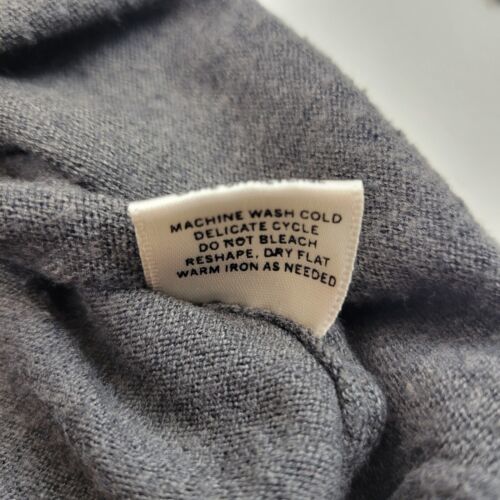 MACHINE WASH COLD
DELICATE CYCLE
DO NOT BLEACH
RESHAPE, DRY FLAT
WARM IRON AS NEEDED